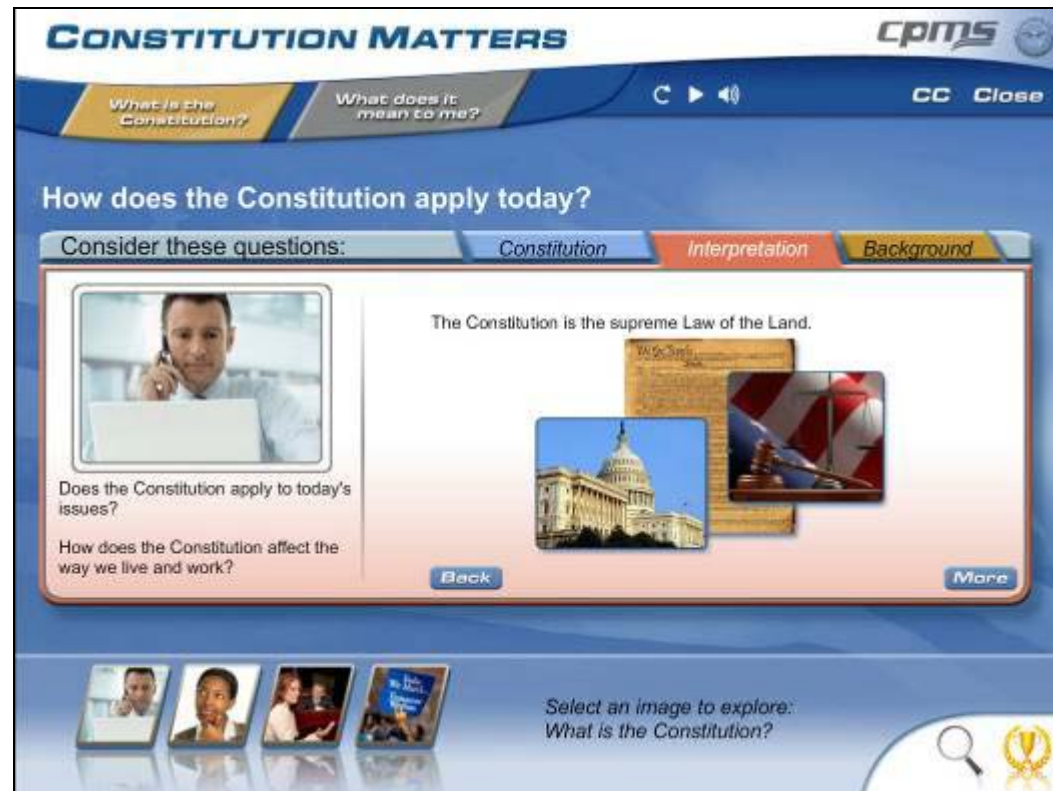 CONSTITUTION MATTERS
cpms
What is the
Constitution?
What does it
mean to me?
CC Close
How does the Constitution apply today?
Consider these questions:
Constitution
Interpretation
Background
The Constitution is the supreme Law of the Land.
We the People
Does the Constitution apply to today's
issues?
How does the Constitution affect the
way we live and work?
Back
More
Select an image to explore:
What is the Constitution?